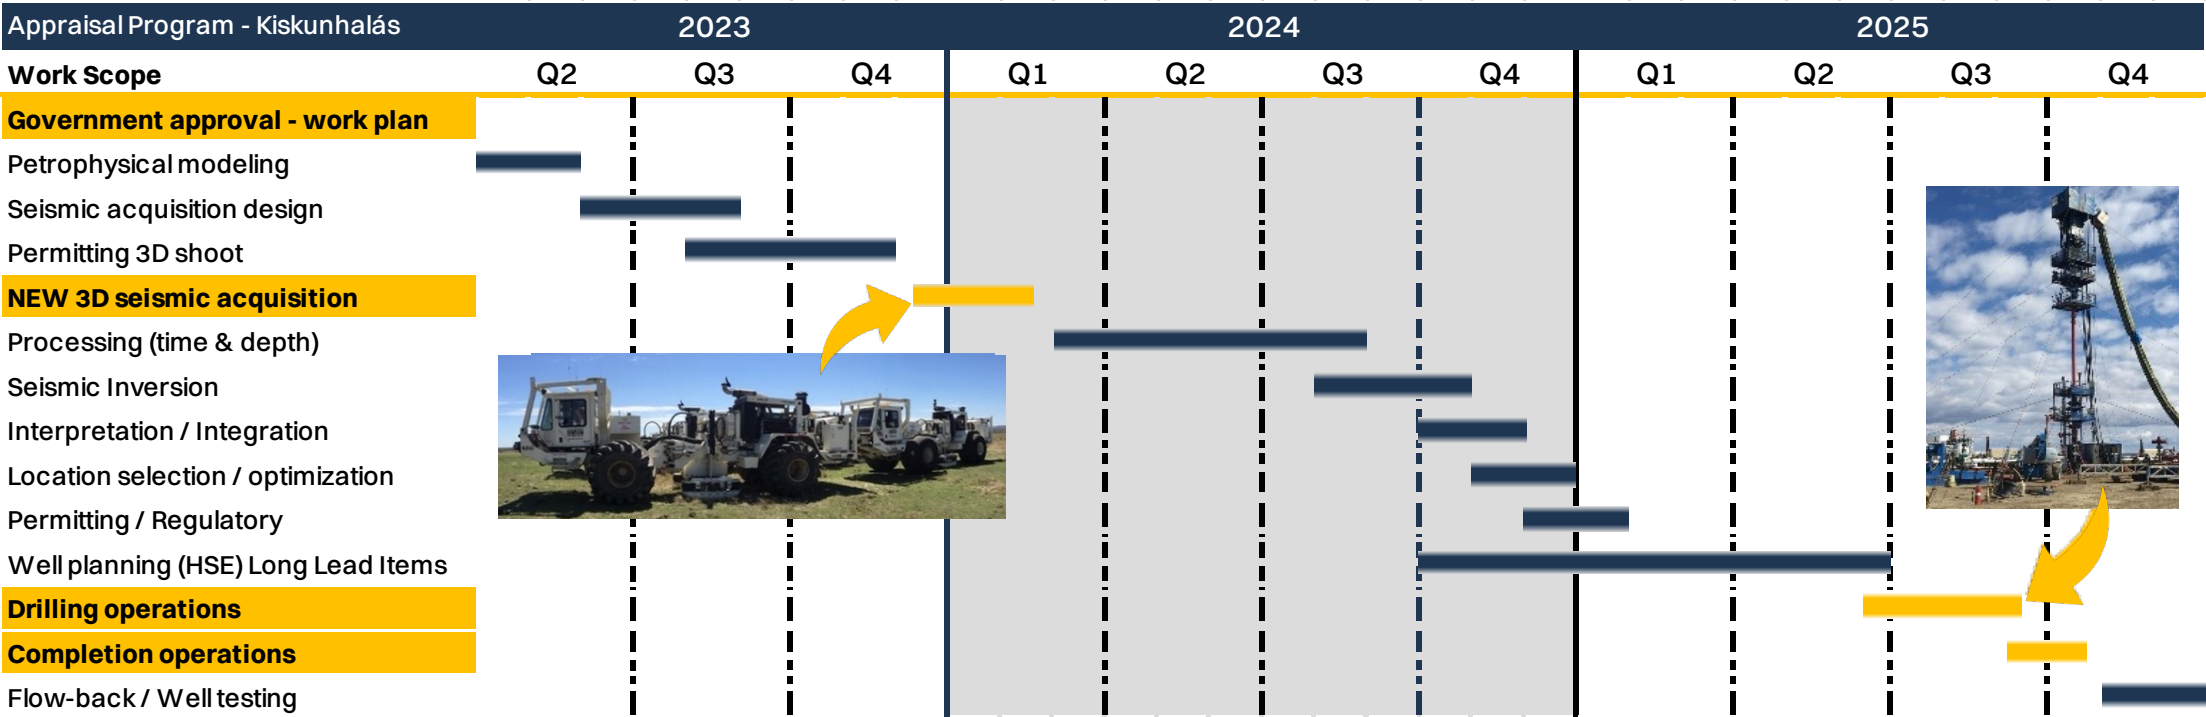 Appraisal Program - Kiskunhalás 2023 2024 2025
Work Scope Q2 Q3 Q4 Q1 Q2 Q3 Q4 Q1 Q2 Q3 Q4
Government approval - work plan
Petrophysical modeling
Seismic acquisition design
Permitting 3D shoot
NEW 3D seismic acquisition
Processing (time & depth)
Seismic Inversion
Interpretation / Integration
Location selection / optimization
Permitting / Regulatory
Well planning (HSE) Long Lead Items
Drilling operations
Completion operations
Flow-back / Well testing